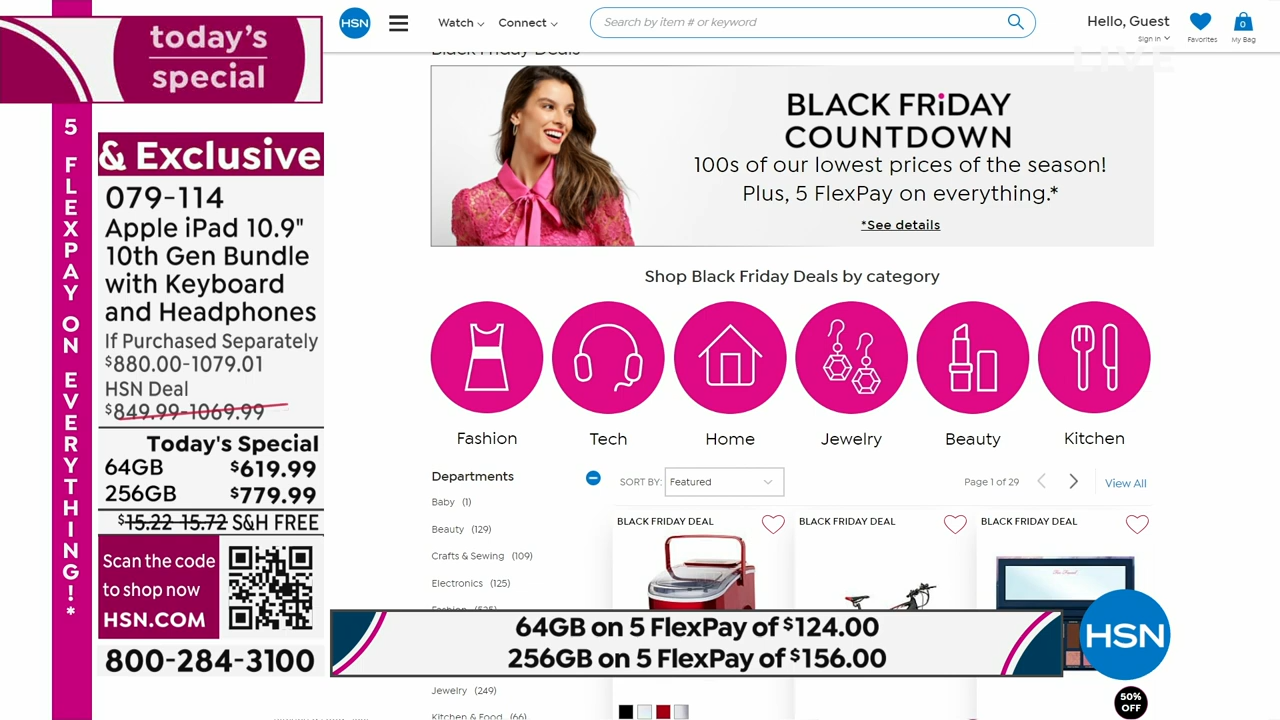 today's
special
5 FLEXPAY ON EVERYTHING!*
& Exclusive
079-114
Apple iPad 10.9"
10th Gen Bundle
with Keyboard
and Headphones
If Purchased Separately
$880.00-1079.01
HSN Deal
$849.99-1069.99
Today's Special
64GB $619.99
256GB $779.99
$15.22-15.72 S&H FREE
Scan the code
to shop now
HSN.COM
800-284-3100
HSN
Watch
Connect
Search by item # or keyword
Hello, Guest
Sign in
Favorites
0
My Bag
LIVE
Black Friday Deals
BLACK FRiDAY
COUNTDOWN
100s of our lowest prices of the season!
Plus, 5 FlexPay on everything.*
*See details
Shop Black Friday Deals by category
Fashion
Tech
Home
Jewelry
Beauty
Kitchen
Departments
Baby (1)
Beauty (129)
Crafts & Sewing (109)
Electronics (125)
Jewelry (249)
Kitchen & Food (66)
SORT BY: Featured
Page 1 of 29
View All
BLACK FRIDAY DEAL
BLACK FRIDAY DEAL
BLACK FRIDAY DEAL
64GB on 5 FlexPay of $124.00
256GB on 5 FlexPay of $156.00
HSN
50%
OFF